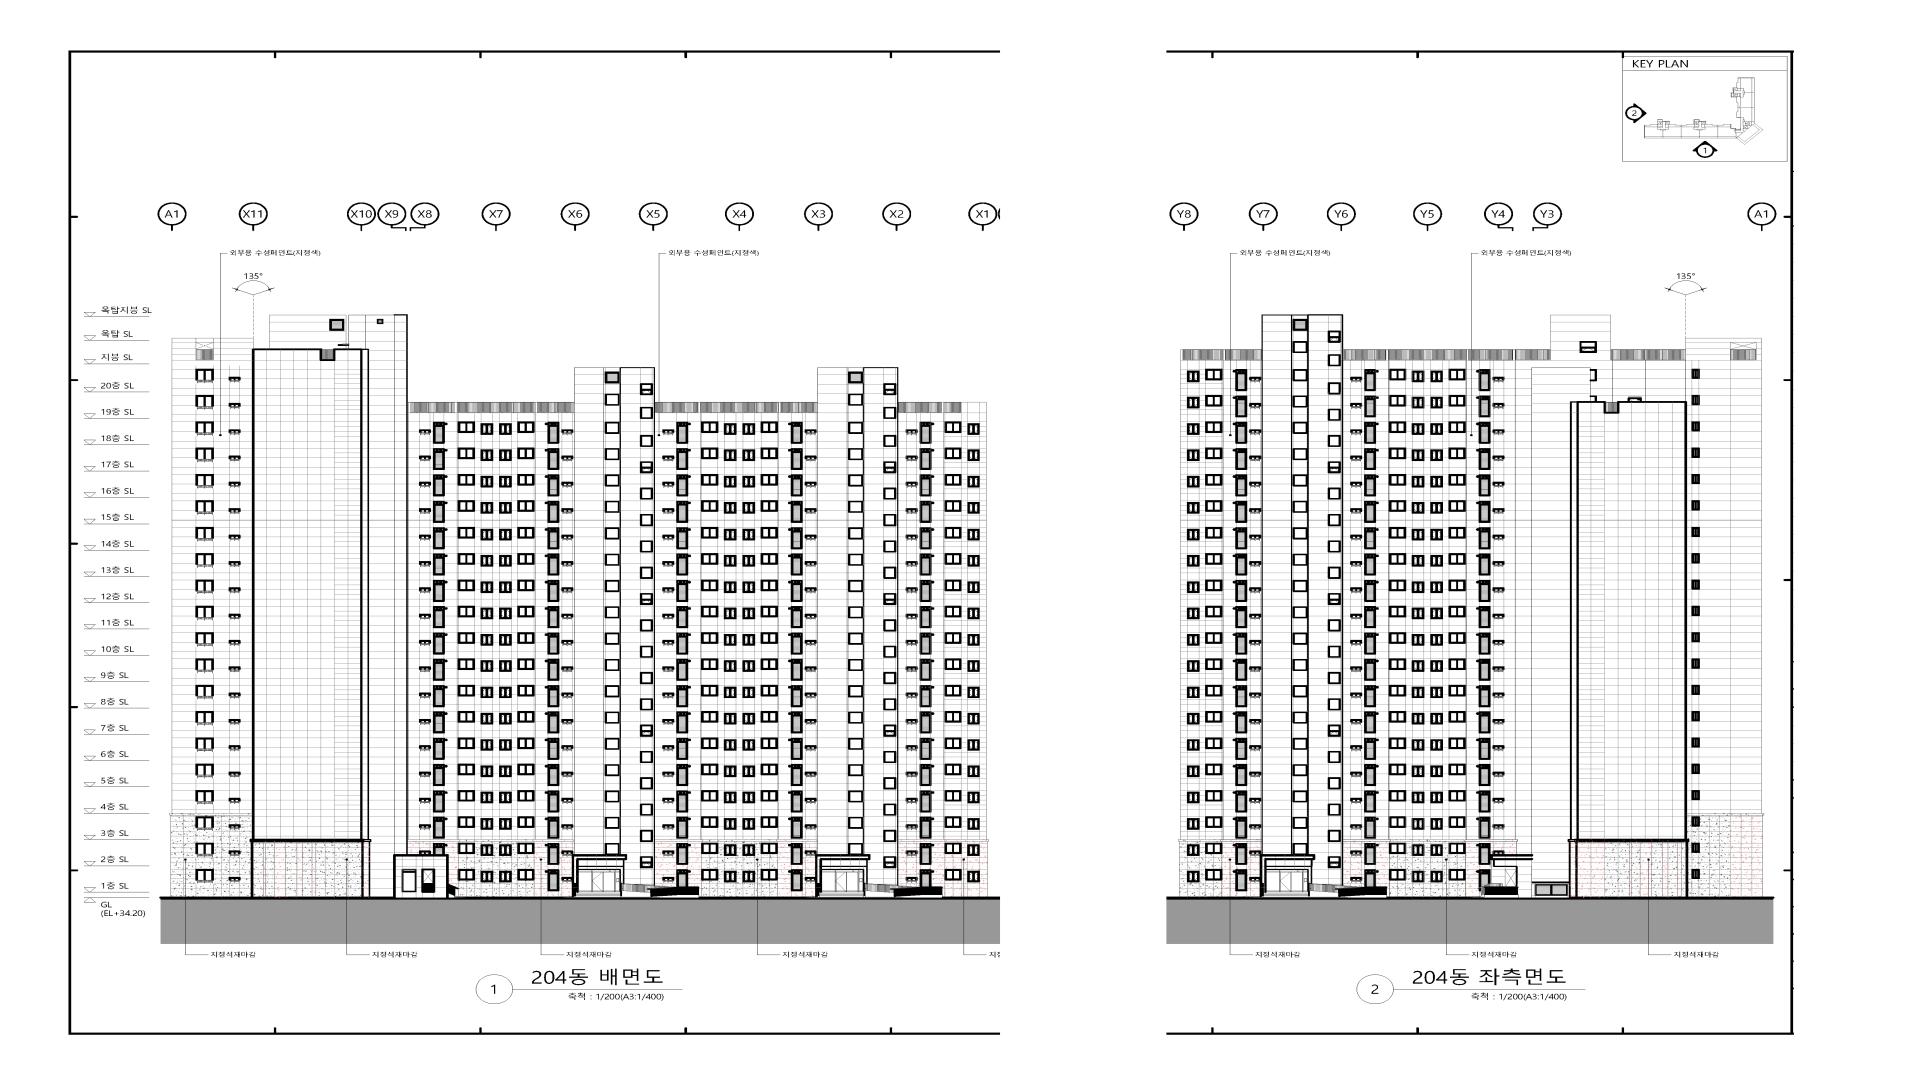 KEY PLAN
2
1
A1 X11 X10 X9 X8 X7 X6 X5 X4 X3 X2 X1
Y8 Y7 Y6 Y5 Y4 Y3 A1
외부용 수성페인트(지정색)
외부용 수성페인트(지정색)
외부용 수성페인트(지정색)
외부용 수성페인트(지정색)
135°
135°
옥탑지붕 SL
옥탑 SL
지붕 SL
20층 SL
19층 SL
18층 SL
17층 SL
16층 SL
15층 SL
14층 SL
13층 SL
12층 SL
11층 SL
10층 SL
9층 SL
8층 SL
7층 SL
6층 SL
5층 SL
4층 SL
3층 SL
2층 SL
1층 SL
GL
(EL+34.20)
지정석재마감
지정석재마감
지정석재마감
지정석재마감
지정석재마감
지정석재마감
지정석재마감
1 204동 배면도
축척 : 1/200(A3:1/400)
2 204동 좌측면도
축척 : 1/200(A3:1/400)